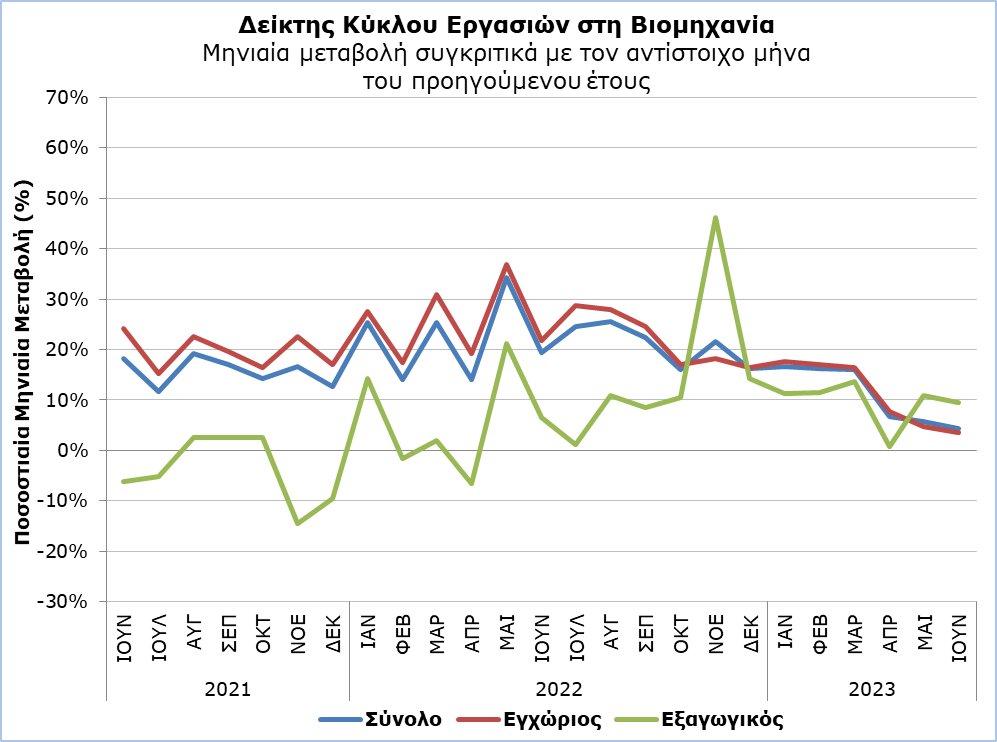 Δείκτης Κύκλου Εργασιών στη Βιομηχανία
Μηνιαία μεταβολή συγκριτικά με τον αντίστοιχο μήνα
του προηγούμενου έτους
Ποσοστιαία Μηνιαία Μεταβολή (%)
70%
60%
50%
40%
30%
20%
10%
0%
-10%
-20%
-30%
ΙΟΥΝ ΙΟΥΛ ΑΥΓ ΣΕΠ ΟΚΤ ΝΟΕ ΔΕΚ ΙΑΝ ΦΕΒ ΜΑΡ ΑΠΡ ΜΑΙ ΙΟΥΝ ΙΟΥΛ ΑΥΓ ΣΕΠ ΟΚΤ ΝΟΕ ΔΕΚ ΙΑΝ ΦΕΒ ΜΑΡ ΑΠΡ ΜΑΙ ΙΟΥΝ
2021 2022 2023
Σύνολο Εγχώριος Εξαγωγικός